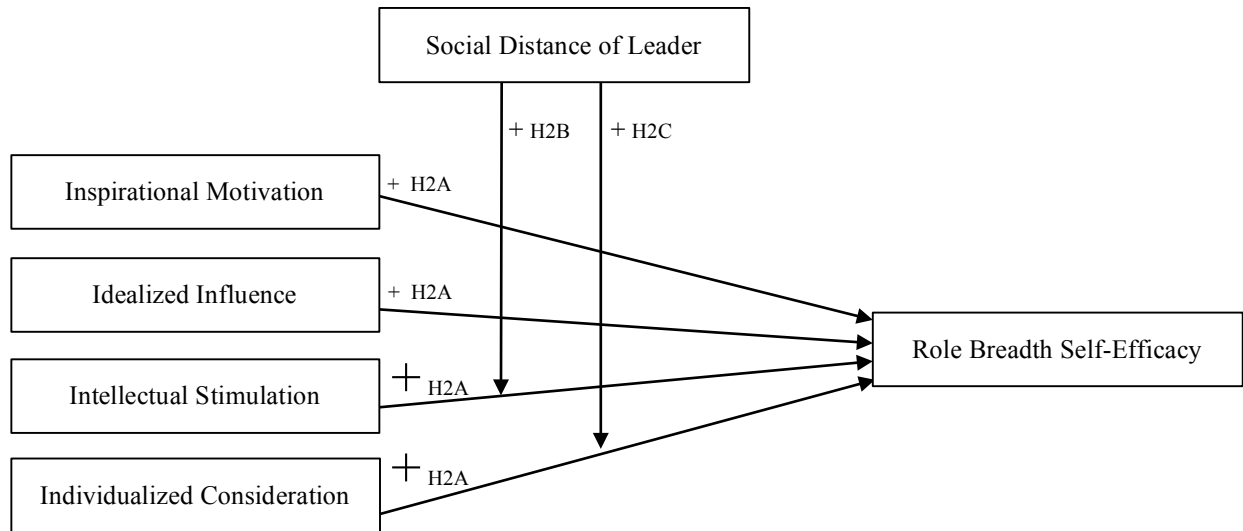 Social Distance of Leader
+ H2B
+ H2C
Inspirational Motivation
+ H2A
Idealized Influence
+ H2A
Role Breadth Self-Efficacy
Intellectual Stimulation
+ H2A
Individualized Consideration
+ H2A